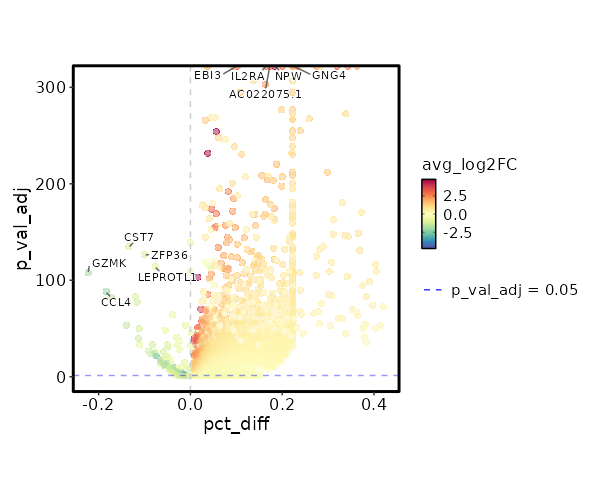 EBI3 IL2RA NPW GNG4
AC022075.1
CST7
ZFP36
GZMK
LEPROTL1
CCL4
300
200
100
0
p_val_adj
-0.2 0.0 0.2 0.4
pct_diff
avg_log2FC
2.5
0.0
-2.5
p_val_adj = 0.05